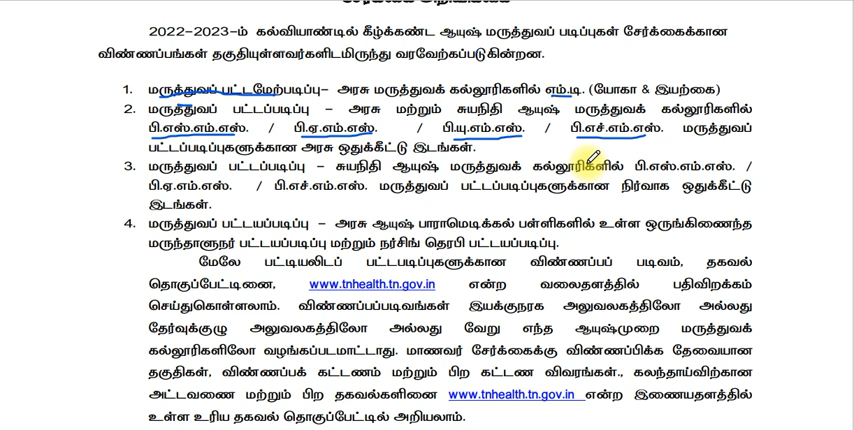 2022-2023-ம் கல்வியாண்டில் கீழ்க்கண்ட ஆயுஷ் மருத்துவப் படிப்புகள் சேர்க்கைக்கான
விண்ணப்பங்கள் தகுதியுள்ளவர்களிடமிருந்து வரவேற்கப்படுகின்றன.
1. மருத்துவப் பட்டமேற்படிப்பு– அரசு மருத்துவக் கல்லூரிகளில் எம்.டி. (யோகா & இயற்கை)
2. மருத்துவப் பட்டப்படிப்பு – அரசு மற்றும் சுயநிதி ஆயுஷ் மருத்துவக் கல்லூரிகளில்
பி.எஸ்.எம்.எஸ். / பி.ஏ.எம்.எஸ். / பி.யு.எம்.எஸ். / பி.எச்.எம்.எஸ். மருத்துவப்
பட்டப்படிப்புகளுக்கான அரசு ஒதுக்கீட்டு இடங்கள்.
3. மருத்துவப் பட்டப்படிப்பு – சுயநிதி ஆயுஷ் மருத்துவக் கல்லூரிகளில் பி.எஸ்.எம்.எஸ். /
பி.ஏ.எம்.எஸ். / பி.எச்.எம்.எஸ். மருத்துவப் பட்டப்படிப்புகளுக்கான நிர்வாக ஒதுக்கீட்டு
இடங்கள்.
4. மருத்துவப் பட்டயப்படிப்பு – அரசு ஆயுஷ் பாராமெடிக்கல் பள்ளிகளில் உள்ள ஒருங்கிணைந்த
மருந்தாளுநர் பட்டயப்படிப்பு மற்றும் நர்சிங் தெரபி பட்டயப்படிப்பு.
மேலே பட்டியலிடப் பட்டபடிப்புகளுக்கான விண்ணப்பப் படிவம், தகவல்
தொகுப்பேட்டினை, www.tnhealth.tn.gov.in என்ற வலைதளத்தில் பதிவிறக்கம்
செய்துகொள்ளலாம். விண்ணப்பப்படிவங்கள் இயக்குநரக அலுவலகத்திலோ அல்லது
தேர்வுக்குழு அலுவலகத்திலோ அல்லது வேறு எந்த ஆயுஷ்முறை மருத்துவக்
கல்லூரிகளிலோ வழங்கப்படமாட்டாது. மாணவர் சேர்க்கைக்கு விண்ணப்பிக்க தேவையான
தகுதிகள், விண்ணப்பக் கட்டணம் மற்றும் பிற கட்டண விவரங்கள்., கலந்தாய்விற்கான
அட்டவணை மற்றும் பிற தகவல்களினை www.tnhealth.tn.gov.in என்ற இணையதளத்தில்
உள்ள உரிய தகவல் தொகுப்பேட்டில் அறியலாம்.